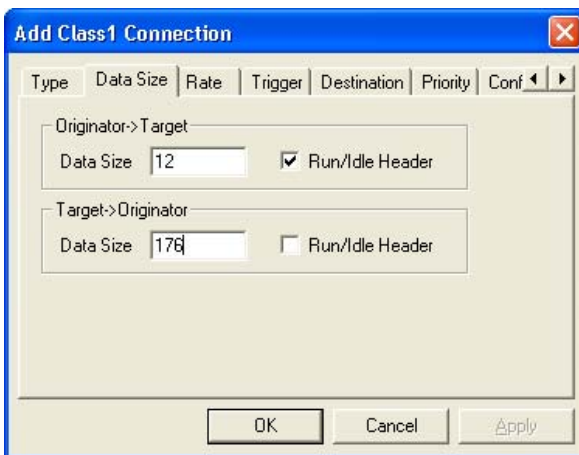 Add Class1 Connection
Type Data Size Rate Trigger Destination Priority Conf
Originator->Target
Data Size 12 Run/Idle Header
Target->Originator
Data Size 176 Run/Idle Header
OK Cancel Apply